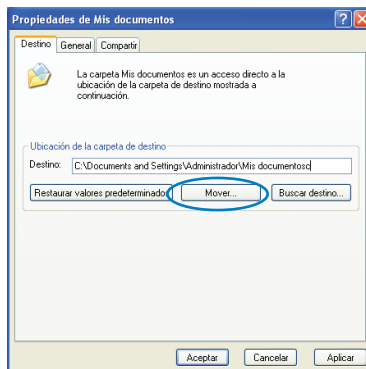 Propiedades de Mis documentos
Destino General Compartir
La carpeta Mis documentos es un acceso directo a la
ubicación de la carpeta de destino mostrada a
continuación.
Ubicación de la carpeta de destino
Destino: C:\Documents and Settings\Administrador\Mis documentosc
Restaurar valores predeterminados Mover... Buscar destino...
Aceptar Cancelar Aplicar